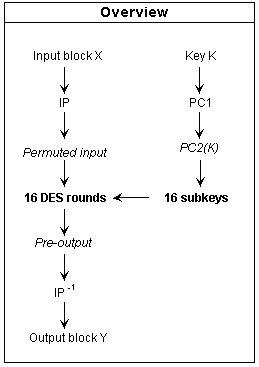 Overview
Input block X Key K
IP PC1
Permuted input PC2(K)
16 DES rounds 16 subkeys
Pre-output
IP -1
Output block Y